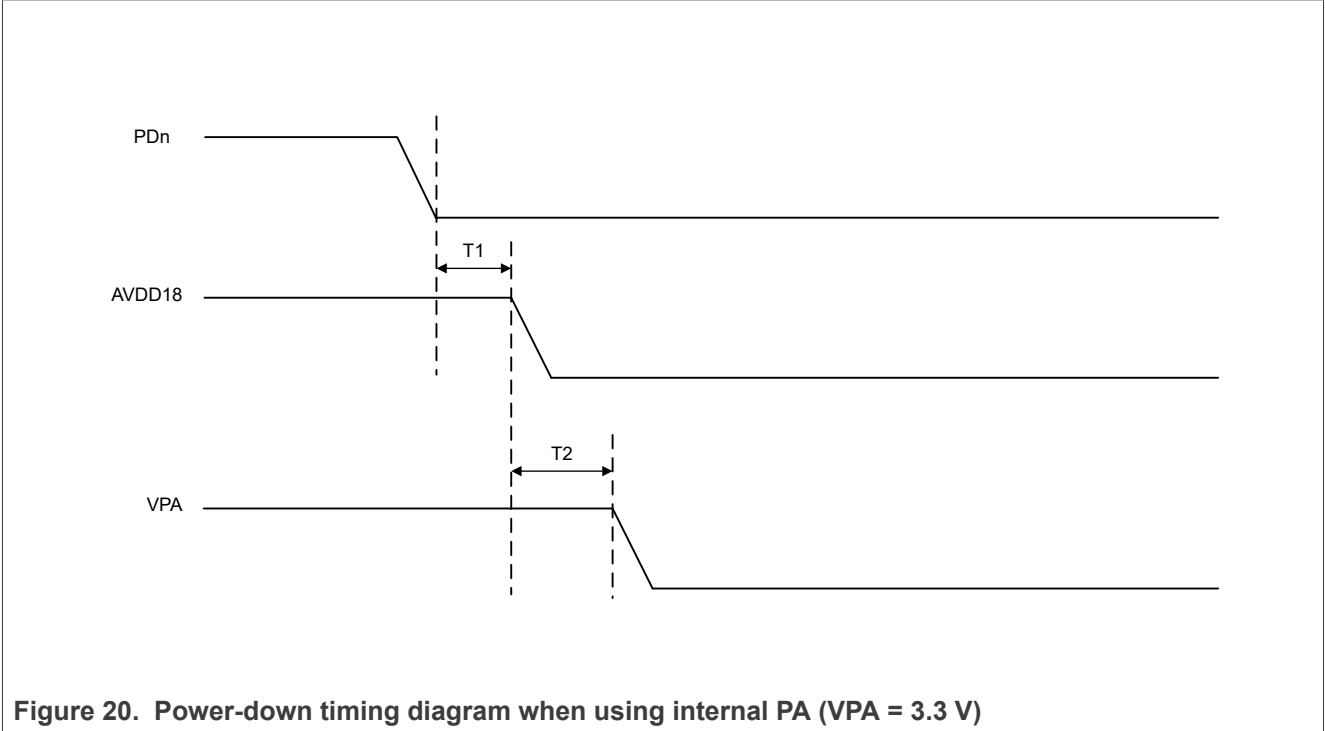 PDn
T1
AVDD18
T2
VPA
Figure 20. Power-down timing diagram when using internal PA (VPA = 3.3 V)